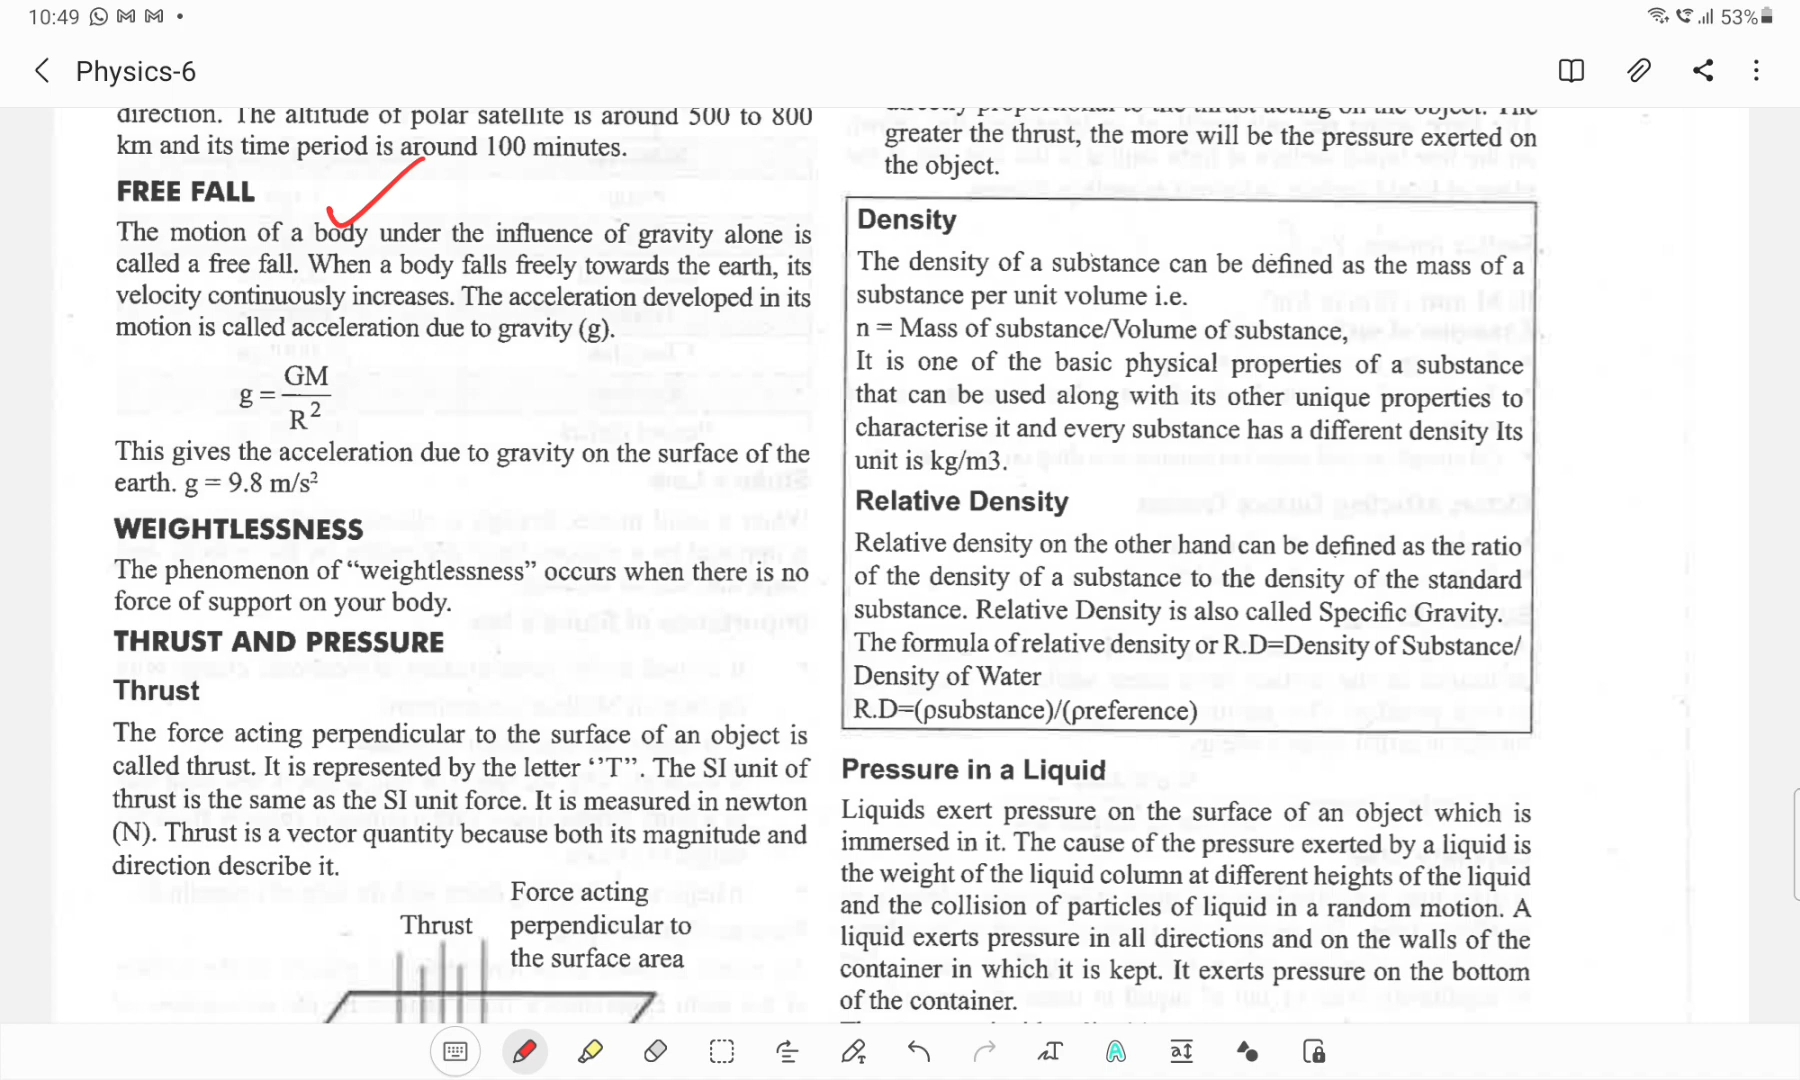 10:49
53%
Physics-6
direction. The altitude of polar satellite is around 500 to 800
km and its time period is around 100 minutes.
FREE FALL
The motion of a body under the influence of gravity alone is
called a free fall. When a body falls freely towards the earth, its
velocity continuously increases. The acceleration developed in its
motion is called acceleration due to gravity (g).
g = GM
R²
This gives the acceleration due to gravity on the surface of the
earth. g = 9.8 m/s²
WEIGHTLESSNESS
The phenomenon of “weightlessness” occurs when there is no
force of support on your body.
THRUST AND PRESSURE
Thrust
The force acting perpendicular to the surface of an object is
called thrust. It is represented by the letter ‘’T”. The SI unit of
thrust is the same as the SI unit force. It is measured in newton
(N). Thrust is a vector quantity because both its magnitude and
direction describe it.
Thrust
Force acting
perpendicular to
the surface area
directly proportional to the thrust acting on the object. The
greater the thrust, the more will be the pressure exerted on
the object.
Density
The density of a substance can be defined as the mass of a
substance per unit volume i.e.
n = Mass of substance/Volume of substance,
It is one of the basic physical properties of a substance
that can be used along with its other unique properties to
characterise it and every substance has a different density Its
unit is kg/m3.
Relative Density
Relative density on the other hand can be defined as the ratio
of the density of a substance to the density of the standard
substance. Relative Density is also called Specific Gravity.
The formula of relative density or R.D=Density of Substance/
Density of Water
R.D=(ρsubstance)/(ρreference)
Pressure in a Liquid
Liquids exert pressure on the surface of an object which is
immersed in it. The cause of the pressure exerted by a liquid is
the weight of the liquid column at different heights of the liquid
and the collision of particles of liquid in a random motion. A
liquid exerts pressure in all directions and on the walls of the
container in which it is kept. It exerts pressure on the bottom
of the container.